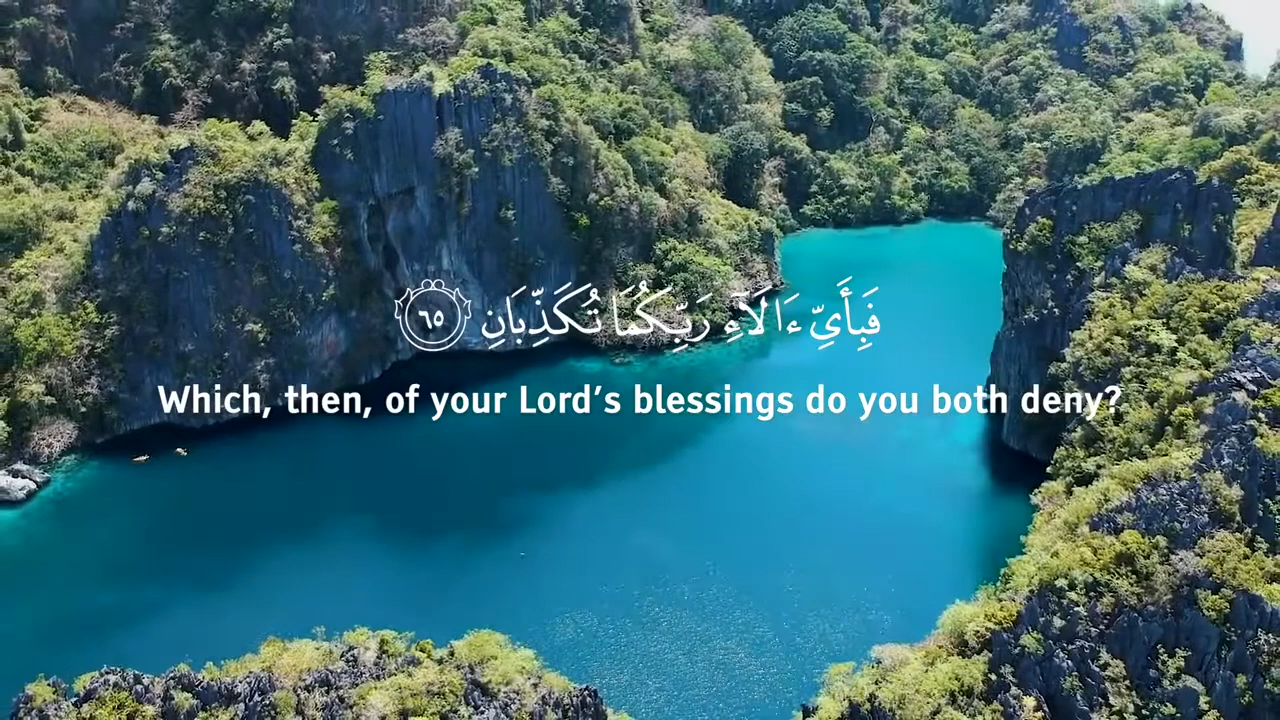 فَبِأَيِّ ءَالَآءِ رَبِّكُمَا تُكَذِّبَانِ ٦٥
Which, then, of your Lord’s blessings do you both deny?